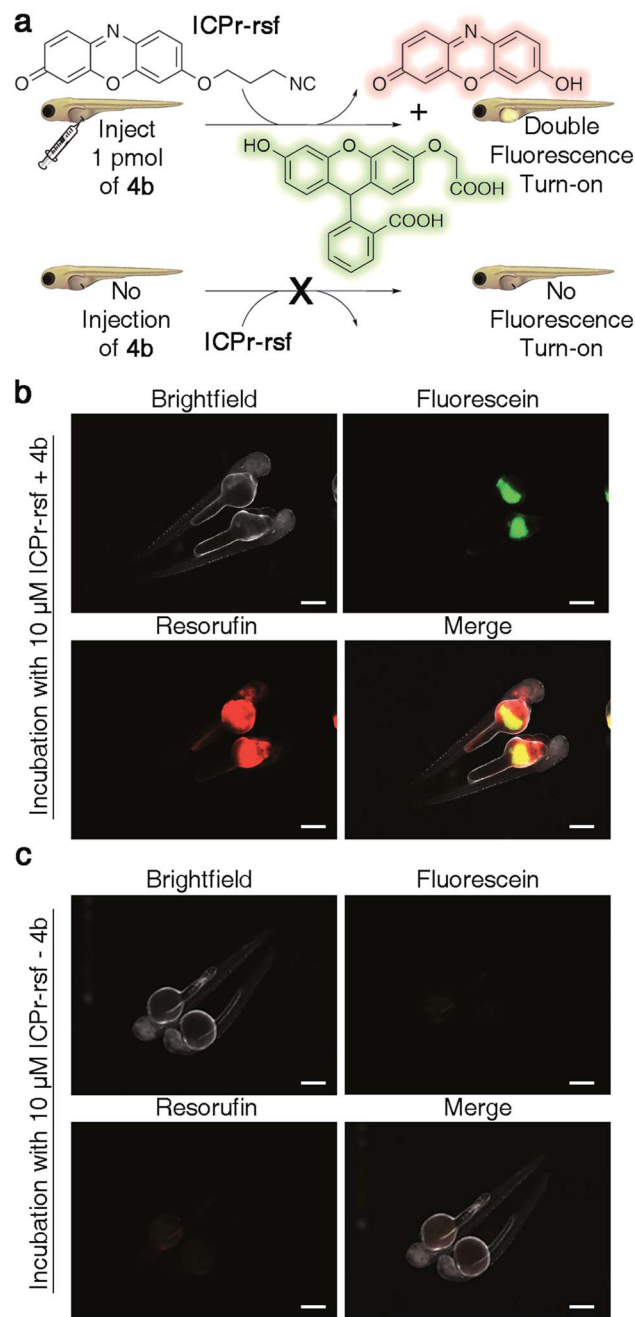 a
ICPr-rsf
N
O
O
O
NC
N
O
O
OH
+
Inject
1 pmol
of 4b
HO
O
O
COOH
COOH
Double
Fluorescence
Turn-on
No
Injection
of 4b
X
ICPr-rsf
No
Fluorescence
Turn-on
b
Incubation with 10 µM ICPr-rsf + 4b
Brightfield
Fluorescein
Resorufin
Merge
c
Incubation with 10 µM ICPr-rsf - 4b
Brightfield
Fluorescein
Resorufin
Merge